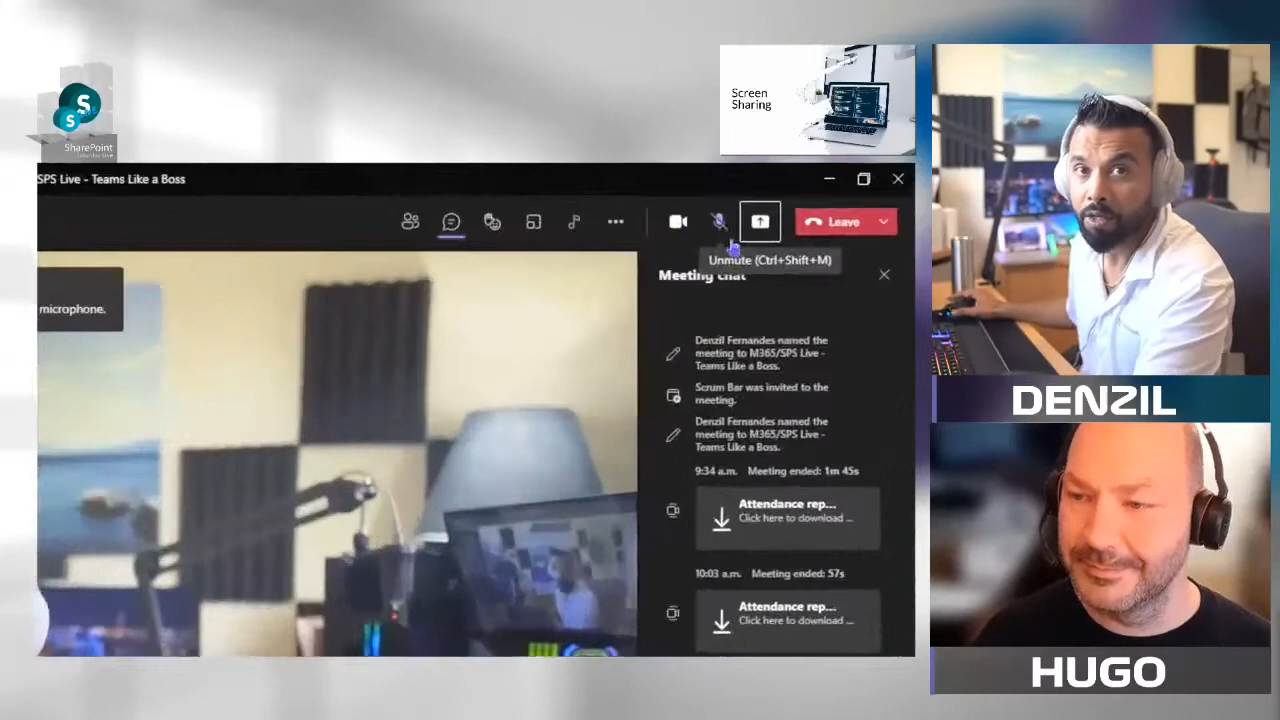 S
S
SharePoint
Saturday Live
Screen
Sharing
SPS Live - Teams Like a Boss
Leave
Unmute (Ctrl+Shift+M)
microphone.
Meeting chat
Denzil Fernandes named the
meeting to M365/SPS Live -
Teams Like a Boss.
Scrum Bar was invited to the
meeting.
Denzil Fernandes named the
meeting to M365/SPS Live -
Teams Like a Boss.
9:34 a.m. Meeting ended: 1m 45s
Attendance rep...
Click here to download ...
10:03 a.m. Meeting ended: 57s
Attendance rep...
Click here to download ...
DENZIL
HUGO